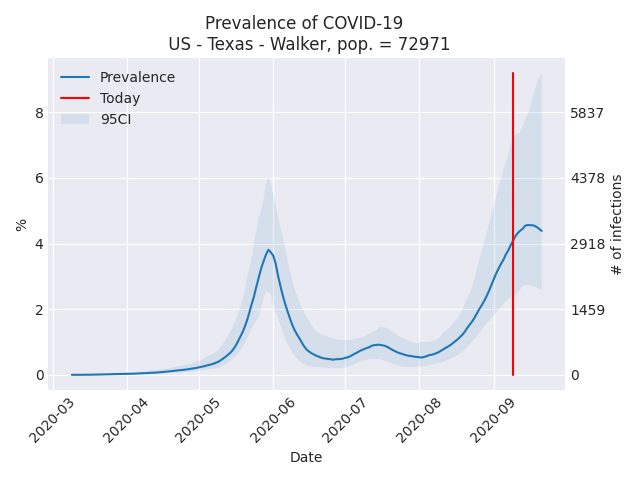 Prevalence of COVID-19
US - Texas - Walker, pop. = 72971
Prevalence
Today
95CI
8
6
4
2
0
%
5837
4378
2918
1459
0
# of infections
2020-03
2020-04
2020-05
2020-06
2020-07
2020-08
2020-09
Date